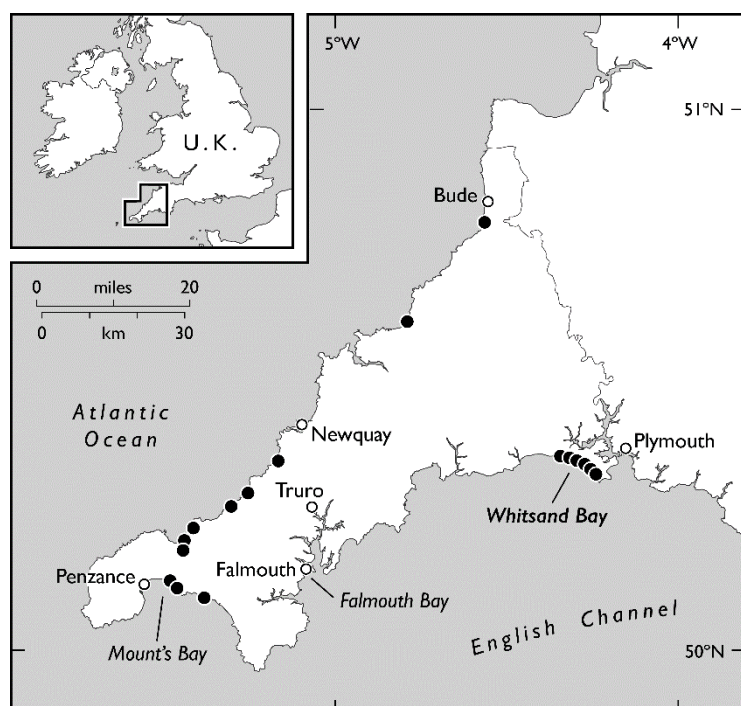 5°W
4°W
51°N
U.K.
Bude
0 miles 20
0 km 30
Atlantic
Ocean
Newquay
Plymouth
Truro
Whitsand Bay
Penzance
Falmouth
Falmouth Bay
English Channel
Mount's Bay
50°N